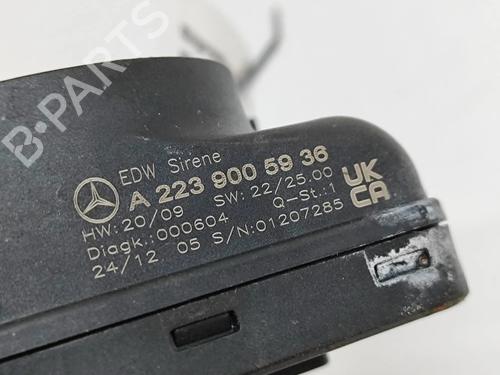 B-PARTS
EDW Sirene
A 223 900 59 36
HW: 20/09 SW: 22/25.00
Diagk.: 000604 Q-St.: 1
24/12 05 S/N: 01207285
UK
CA